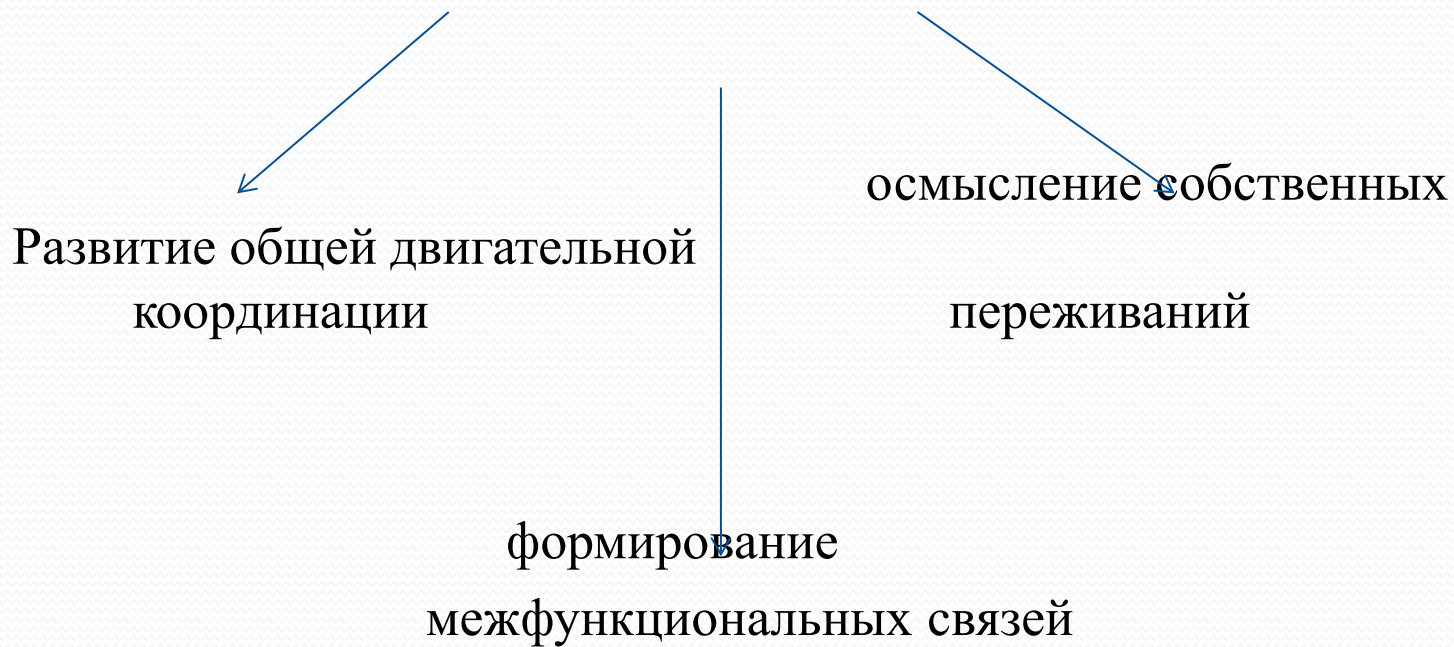 осмысление собственных
Развитие общей двигательной
координации
переживаний
формирование
межфункциональных связей